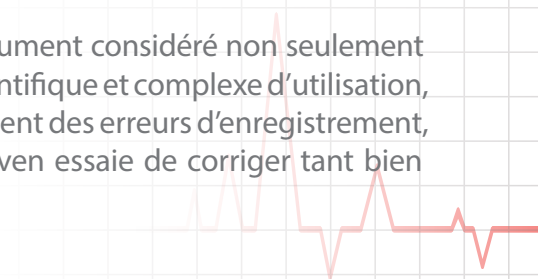 ument considéré non seulement
ntifique et complexe d'utilisation,
ent des erreurs d'enregistrement,
ven essaie de corriger tant bien